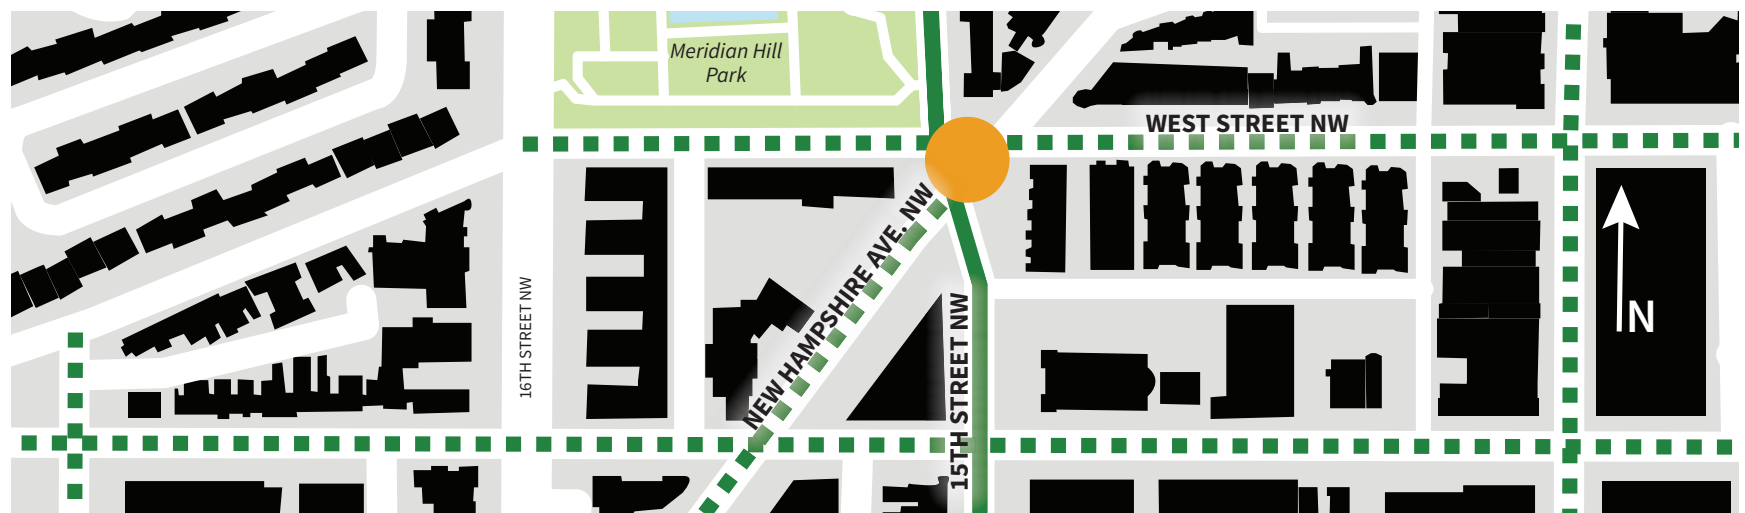 Meridian Hill
Park
WEST STREET NW
NEW HAMPSHIRE AVE. NW
16TH STREET NW
15TH STREET NW
N